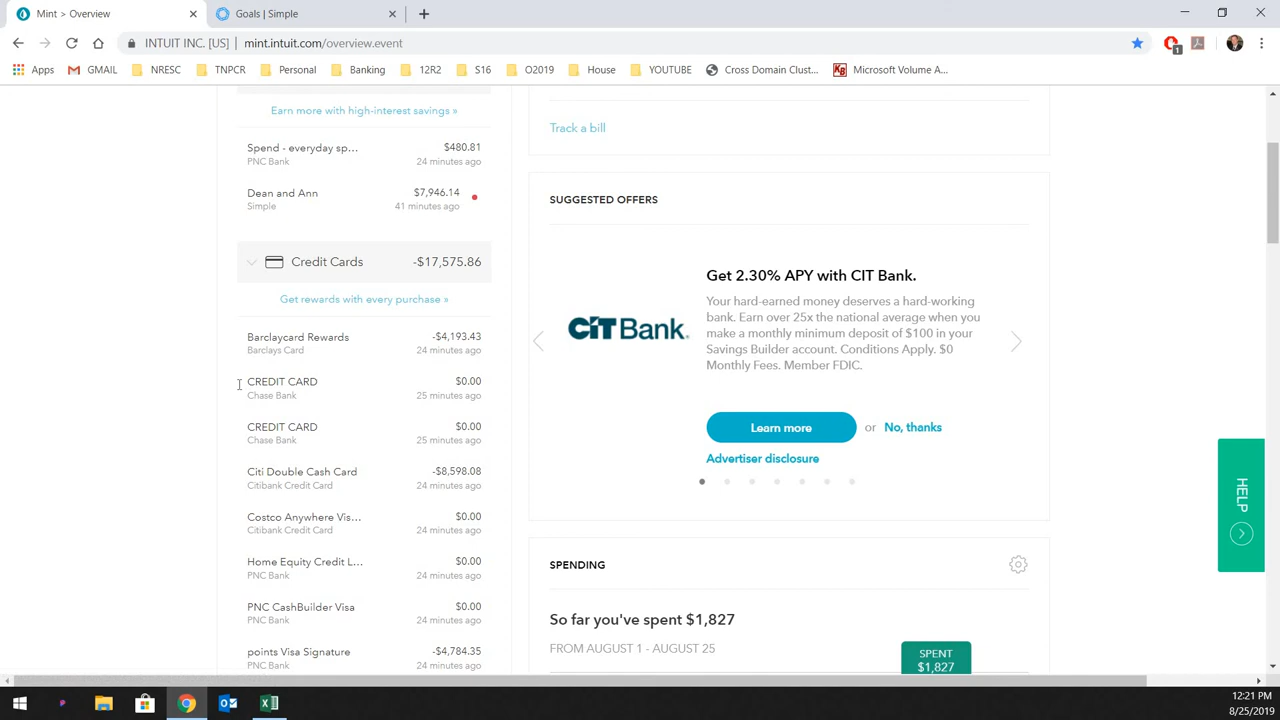 Mint > Overview
Goals | Simple
INTUIT INC. [US] | mint.intuit.com/overview.event
1
Apps
GMAIL
NRESC
TNPCR
Personal
Banking
12R2
S16
O2019
House
YOUTUBE
Cross Domain Clust...
KB
Microsoft Volume A...
Earn more with high-interest savings »
Spend - everyday sp...
$480.81
PNC Bank
24 minutes ago
Dean and Ann
$7,946.14
Simple
41 minutes ago
Credit Cards
-$17,575.86
Get rewards with every purchase »
Barclaycard Rewards
-$4,193.43
Barclays Card
24 minutes ago
CREDIT CARD
$0.00
Chase Bank
25 minutes ago
CREDIT CARD
$0.00
Chase Bank
25 minutes ago
Citi Double Cash Card
-$8,598.08
Citibank Credit Card
24 minutes ago
Costco Anywhere Vis...
$0.00
Citibank Credit Card
24 minutes ago
Home Equity Credit L...
$0.00
PNC Bank
24 minutes ago
PNC CashBuilder Visa
$0.00
PNC Bank
24 minutes ago
points Visa Signature
-$4,784.35
PNC Bank
24 minutes ago
Track a bill
SUGGESTED OFFERS
citi Bank
Get 2.30% APY with CIT Bank.
Your hard-earned money deserves a hard-working
bank. Earn over 25x the national average when you
make a monthly minimum deposit of $100 in your
Savings Builder account. Conditions Apply. $0
Monthly Fees. Member FDIC.
Learn more
or
No, thanks
Advertiser disclosure
SPENDING
So far you've spent $1,827
FROM AUGUST 1 - AUGUST 25
SPENT
$1,827
HELP
12:21 PM
8/25/2019